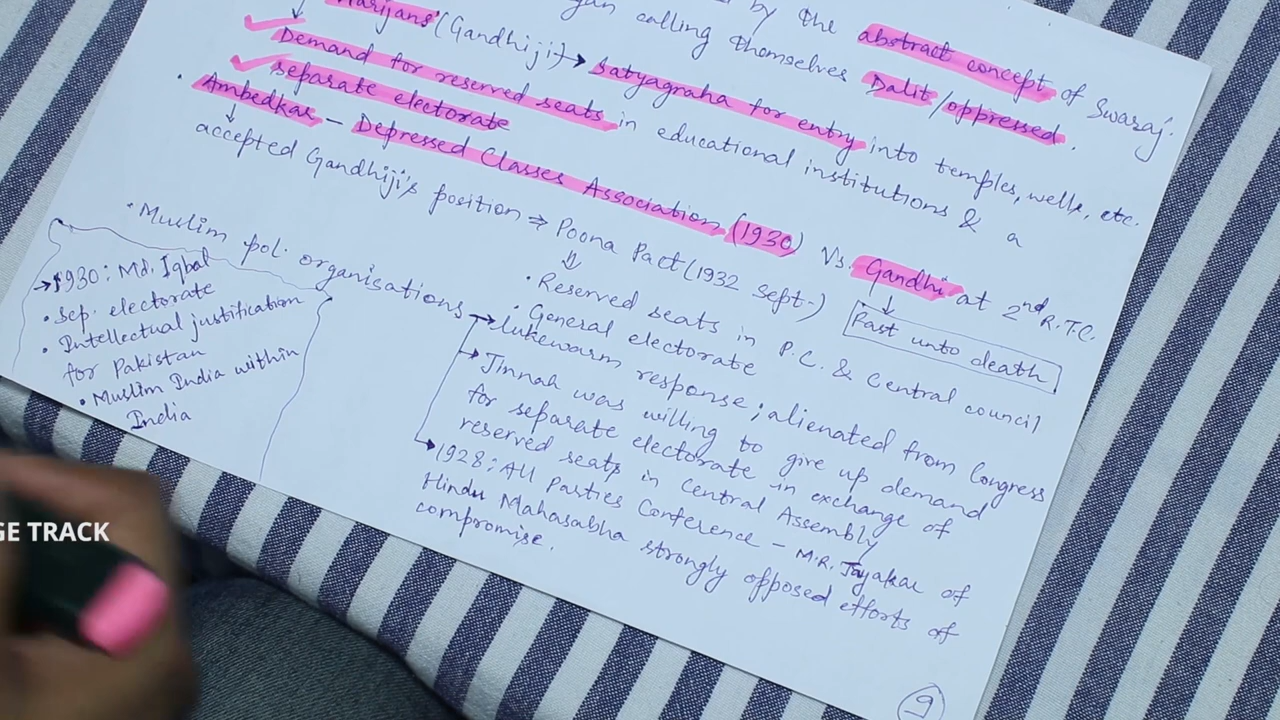 by the abstract concept of Swaraj.
calling themselves Dalit/oppressed.
'Harijans' (Gandhiji) → Satyagraha for entry into temples, wells, etc.
✓ Demand for reserved seats in educational institutions & a
✓ separate electorate
• Ambedkar – Depressed Classes Association (1930) Vs. Gandhi at 2nd R.T.C.
↓
Fast unto death
accepted Gandhiji's position ⇒ Poona Pact (1932 Sept.)
• Reserved seats in P.C. & Central council
• General electorate
• Muslim pol. organisations
→ lukewarm response; alienated from Congress
→ Jinnah was willing to give up demand
for separate electorate in exchange of
reserved seats in Central Assembly
→ 1928: All Parties Conference – M.R. Jayakar of
Hindu Mahasabha strongly opposed efforts of
compromise.
→ 1930: Md. Iqbal
• Sep. electorate
• Intellectual justification
for Pakistan
• Muslim India within
India
9
GE TRACK